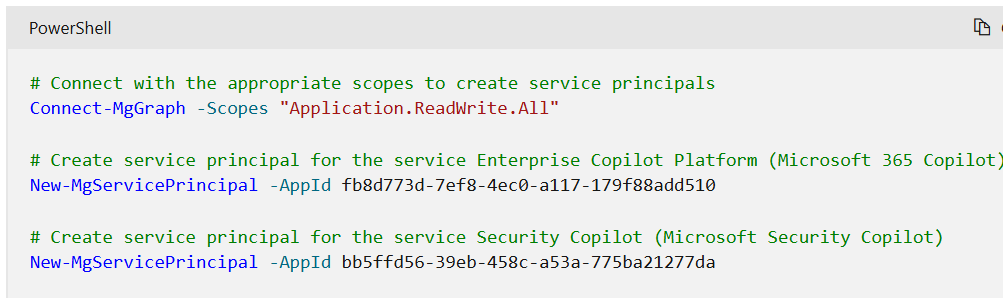 PowerShell
# Connect with the appropriate scopes to create service principals
Connect-MgGraph -Scopes "Application.ReadWrite.All"
# Create service principal for the service Enterprise Copilot Platform (Microsoft 365 Copilot)
New-MgServicePrincipal -AppId fb8d773d-7ef8-4ec0-a117-179f88add510
# Create service principal for the service Security Copilot (Microsoft Security Copilot)
New-MgServicePrincipal -AppId bb5ffd56-39eb-458c-a53a-775ba21277da